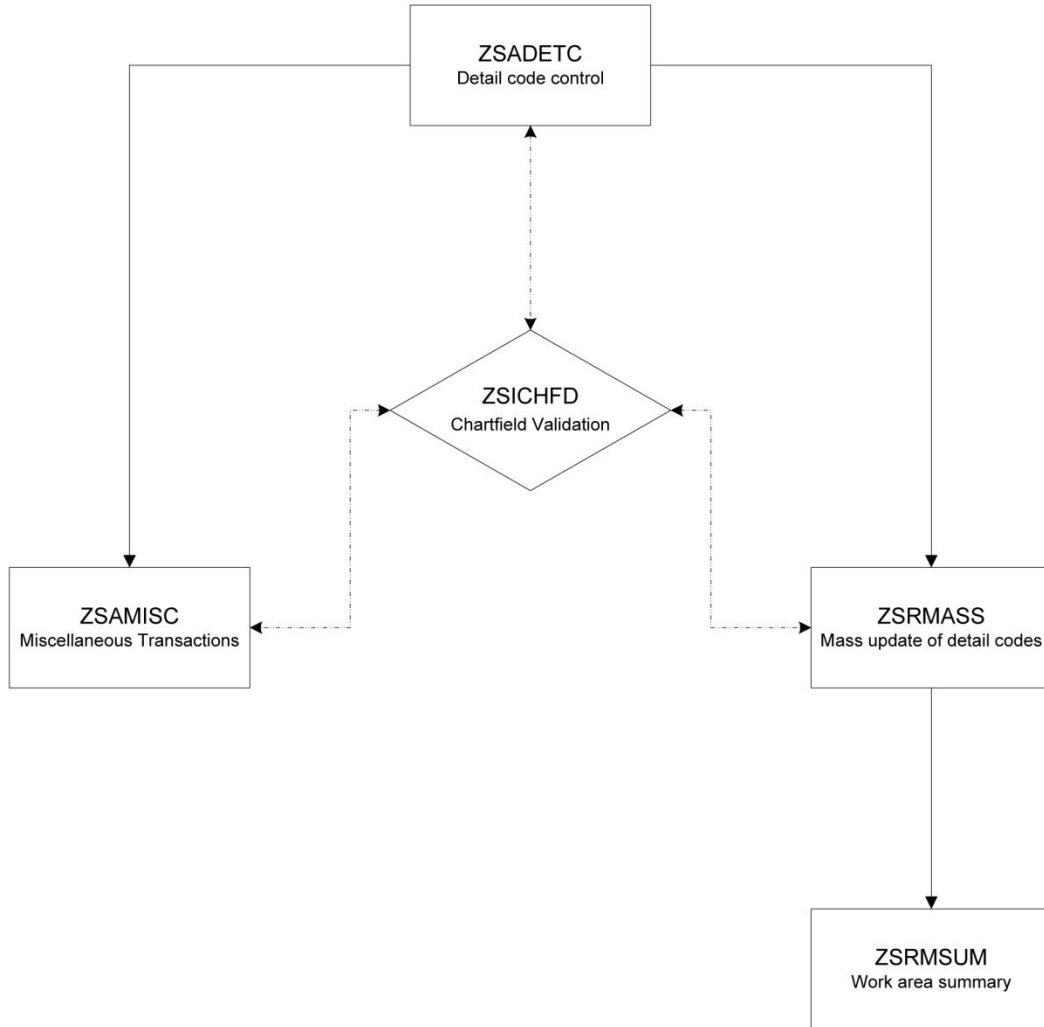 ZSADETC
Detail code control
ZSICHFD
Chartfield Validation
ZSAMISC
Miscellaneous Transactions
ZSRMASS
Mass update of detail codes
ZSRMSUM
Work area summary